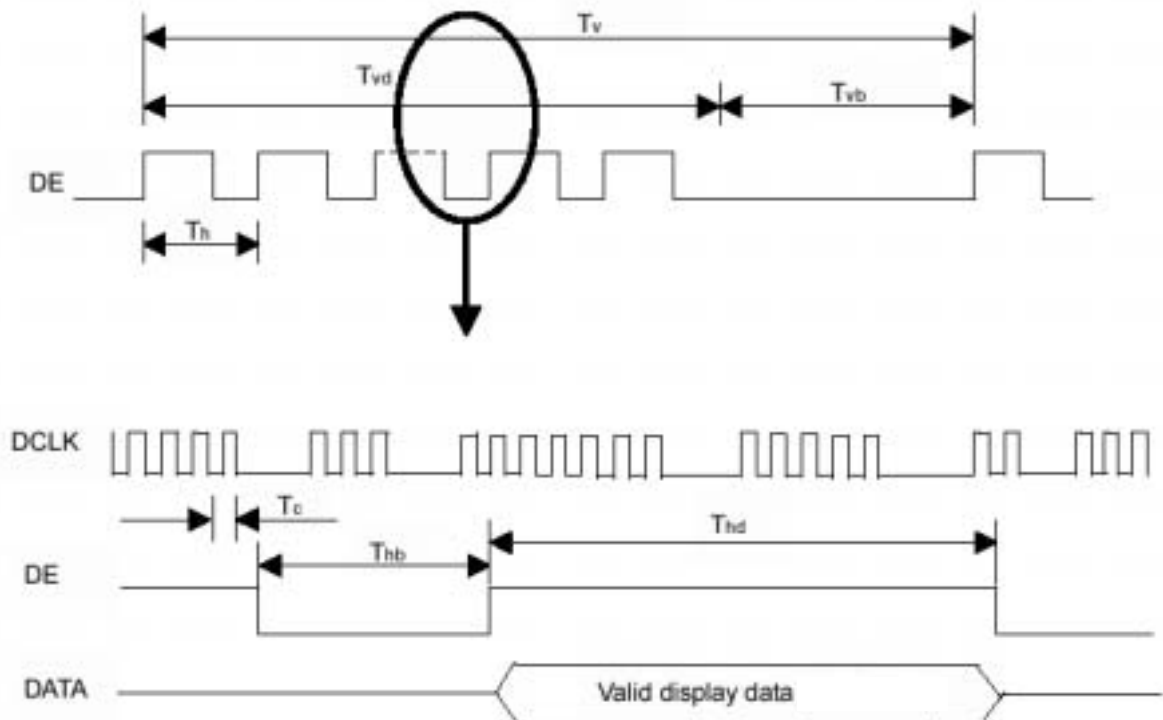 Tv
Tvd
Tvb
DE
Th
DCLK
Tc
Thd
Thb
DE
DATA
Valid display data